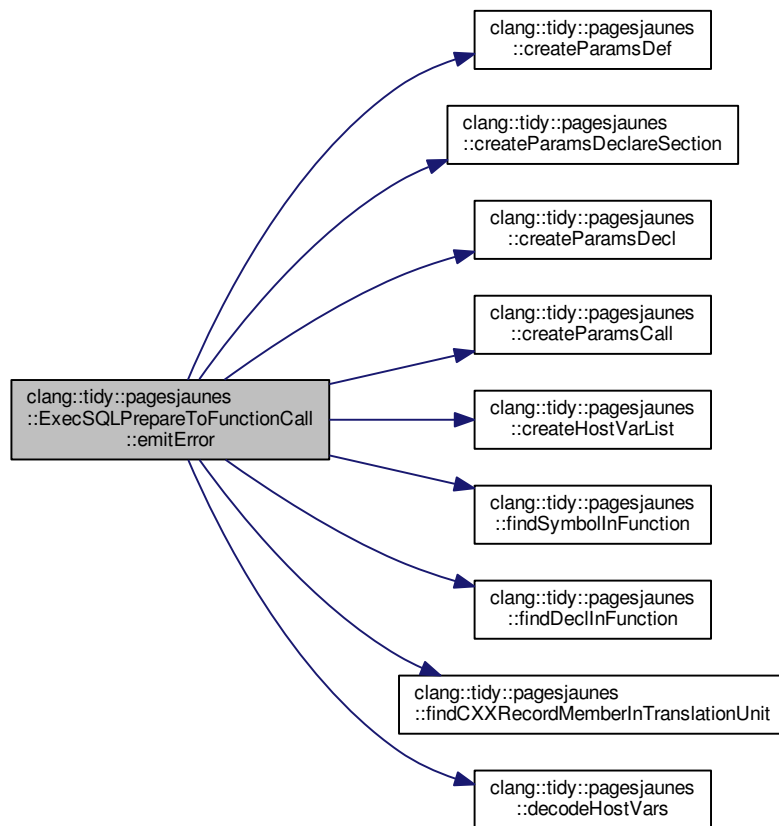 clang::tidy::pagesjaunes
::createParamsDef
clang::tidy::pagesjaunes
::createParamsDeclareSection
clang::tidy::pagesjaunes
::createParamsDecl
clang::tidy::pagesjaunes
::createParamsCall
clang::tidy::pagesjaunes
::ExecSQLPrepareToFunctionCall
::emitError
clang::tidy::pagesjaunes
::createHostVarList
clang::tidy::pagesjaunes
::findSymbolInFunction
clang::tidy::pagesjaunes
::findDeclInFunction
clang::tidy::pagesjaunes
::findCXXRecordMemberInTranslationUnit
clang::tidy::pagesjaunes
::decodeHostVars